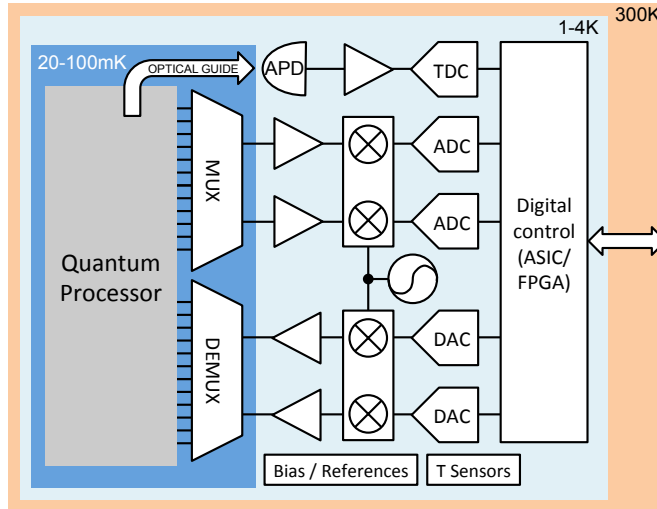 300K
1-4K
20-100mK
OPTICAL GUIDE
APD
TDC
MUX
ADC
ADC
Digital
control
(ASIC/
FPGA)
Quantum
Processor
DEMUX
DAC
DAC
Bias / References
T Sensors